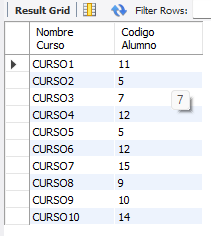 Result Grid Filter Rows:
Nombre Codigo
Curso Alumno
CURSO1 11
CURSO2 5
CURSO3 7
7
CURSO4 12
CURSO5 5
CURSO6 12
CURSO7 15
CURSO8 9
CURSO9 10
CURSO10 14